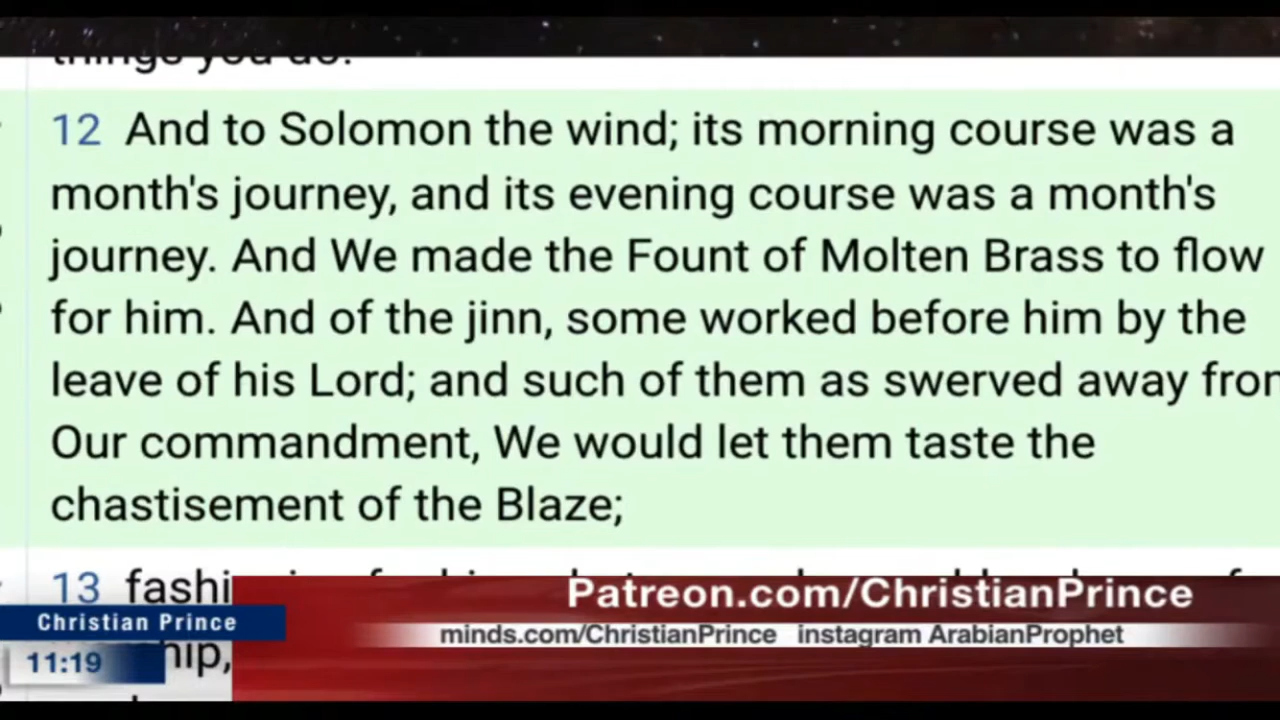 things you do.
12 And to Solomon the wind; its morning course was a
month's journey, and its evening course was a month's
journey. And We made the Fount of Molten Brass to flow
for him. And of the jinn, some worked before him by the
leave of his Lord; and such of them as swerved away from
Our commandment, We would let them taste the
chastisement of the Blaze;
13 fashi
Patreon.com/ChristianPrince
Christian Prince
minds.com/ChristianPrince instagram ArabianProphet
11:19